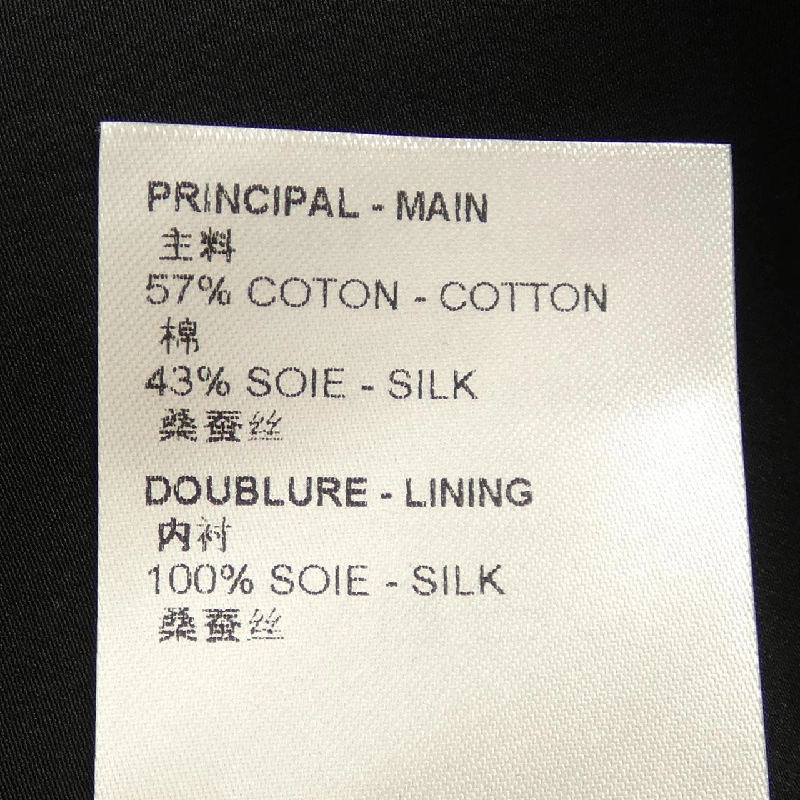 PRINCIPAL - MAIN
主料
57% COTON - COTTON
棉
43% SOIE - SILK
桑蚕丝
DOUBLURE - LINING
内衬
100% SOIE - SILK
桑蚕丝